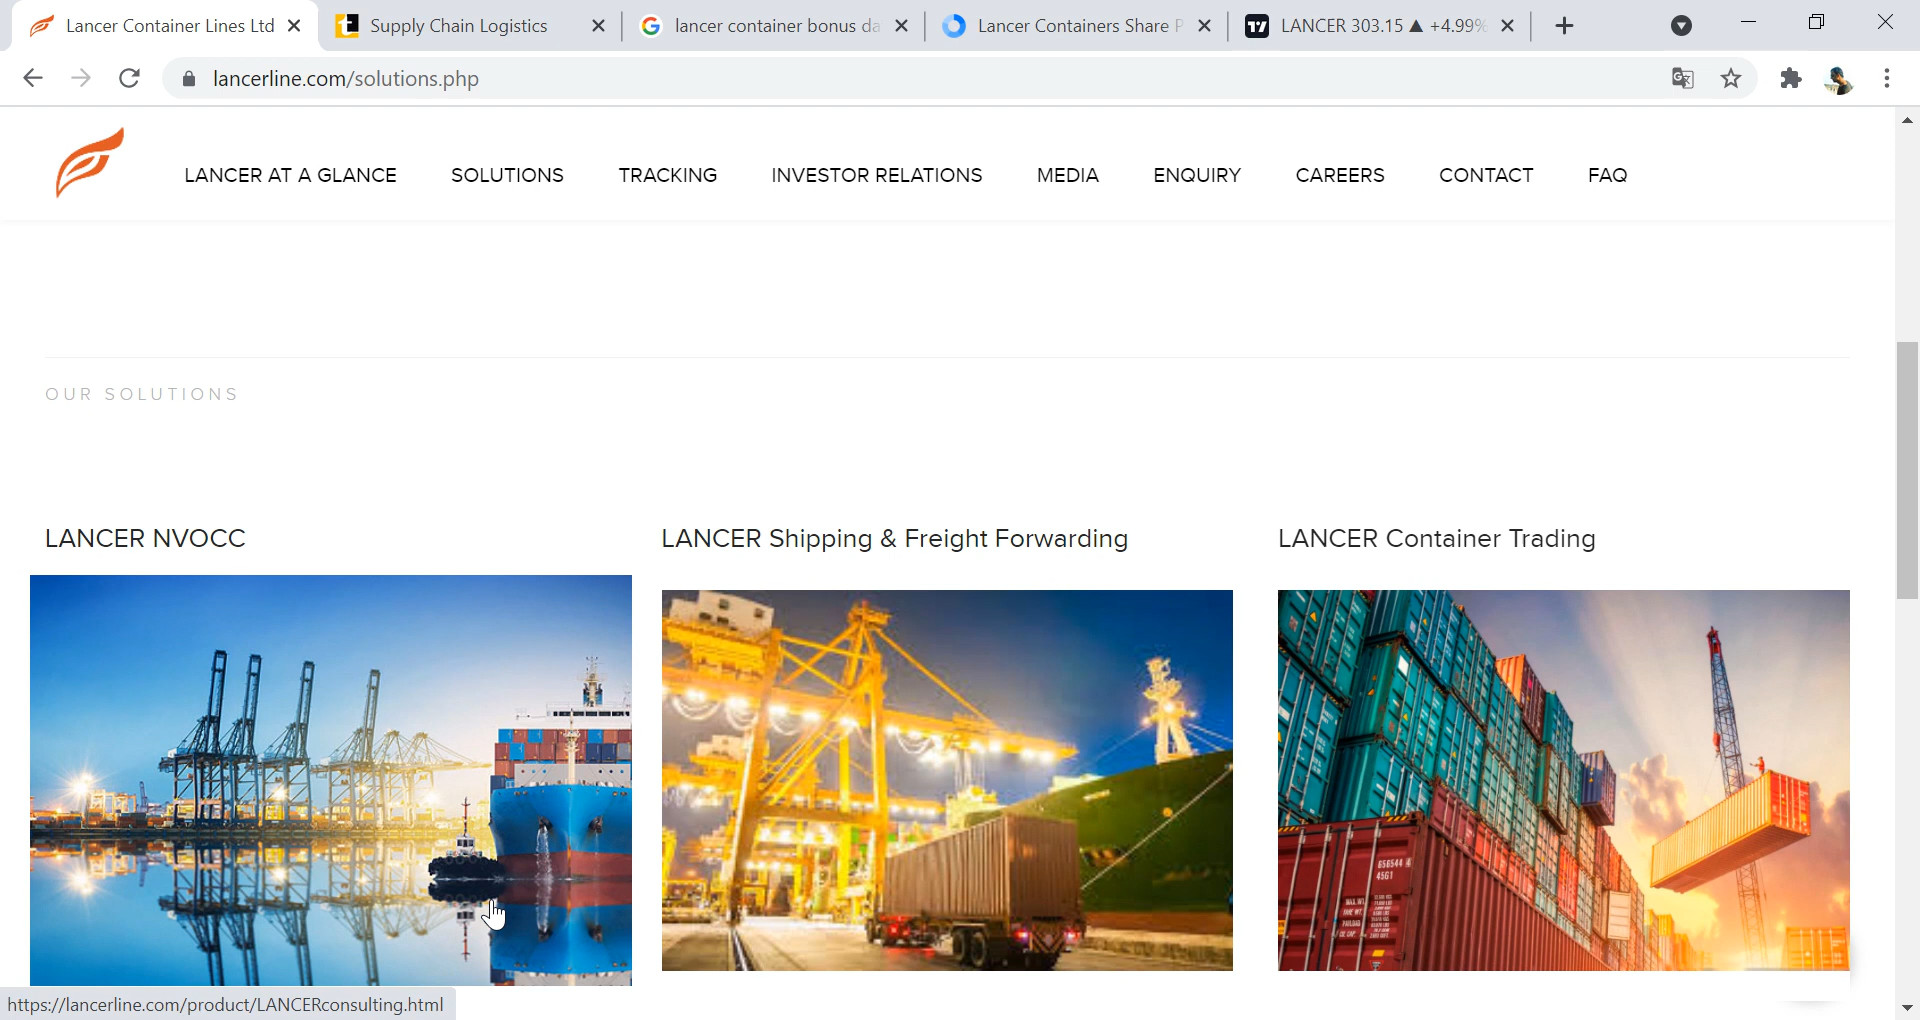 Lancer Container Lines Ltd
Supply Chain Logistics
lancer container bonus da
Lancer Containers Share P
LANCER 303.15 ▲ +4.99%
lancerline.com/solutions.php
LANCER AT A GLANCE
SOLUTIONS
TRACKING
INVESTOR RELATIONS
MEDIA
ENQUIRY
CAREERS
CONTACT
FAQ
OUR SOLUTIONS
LANCER NVOCC
LANCER Shipping & Freight Forwarding
LANCER Container Trading
656544
45G1
https://lancerline.com/product/LANCERconsulting.html